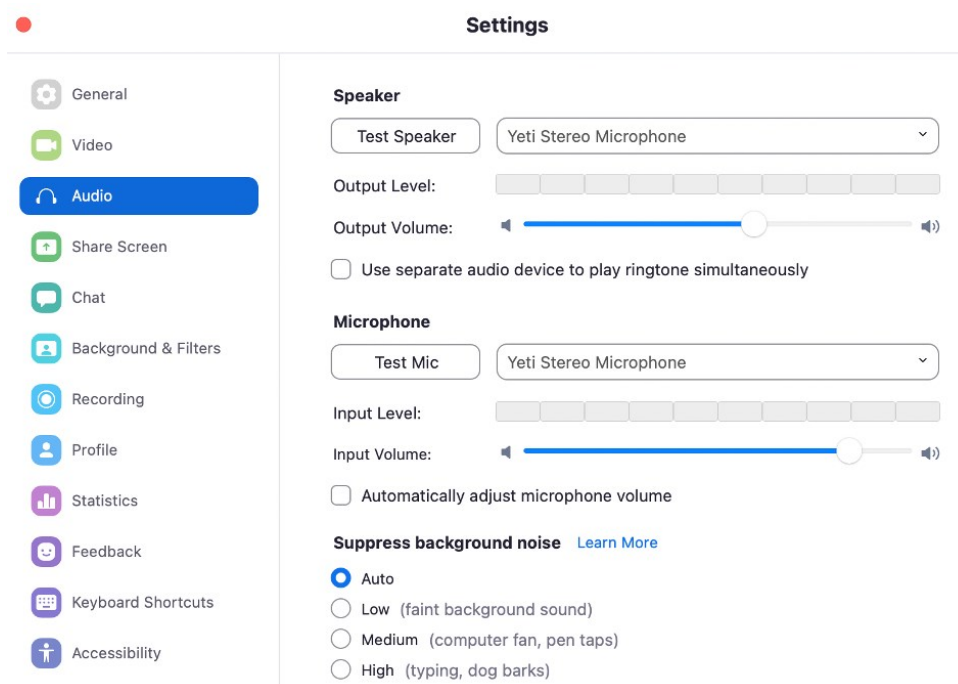 Settings
General
Video
Audio
Share Screen
Chat
Background & Filters
Recording
Profile
Statistics
Feedback
Keyboard Shortcuts
Accessibility
Speaker
Test Speaker
Yeti Stereo Microphone
Output Level:
Output Volume:
Use separate audio device to play ringtone simultaneously
Microphone
Test Mic
Yeti Stereo Microphone
Input Level:
Input Volume:
Automatically adjust microphone volume
Suppress background noise Learn More
Auto
Low (faint background sound)
Medium (computer fan, pen taps)
High (typing, dog barks)